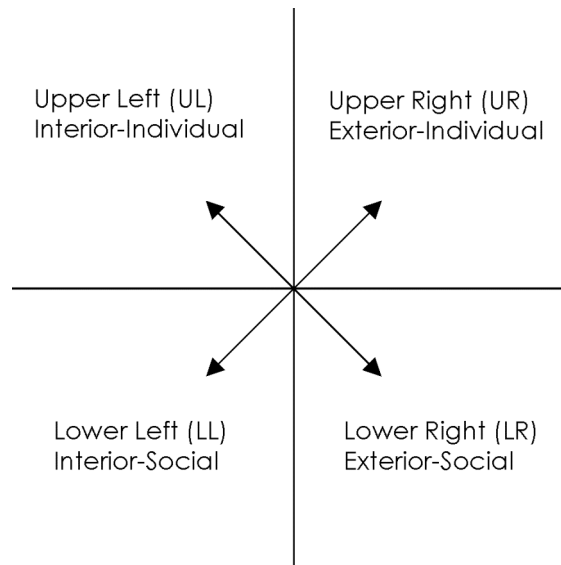 Upper Left (UL)
Interior-Individual
Upper Right (UR)
Exterior-Individual
Lower Left (LL)
Interior-Social
Lower Right (LR)
Exterior-Social